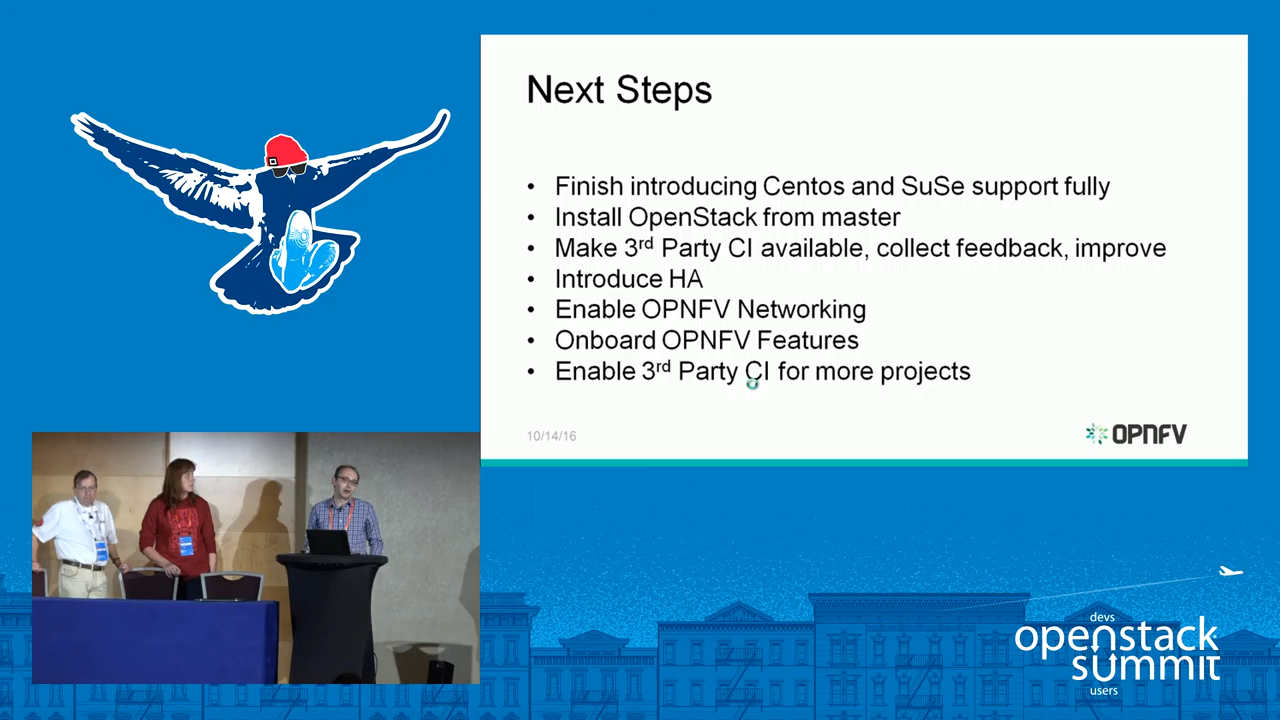 Next Steps
• Finish introducing Centos and SuSe support fully
• Install OpenStack from master
• Make 3rd Party CI available, collect feedback, improve
• Introduce HA
• Enable OPNFV Networking
• Onboard OPNFV Features
• Enable 3rd Party CI for more projects
10/14/16
OPNFV
devs
openstack
summit
users